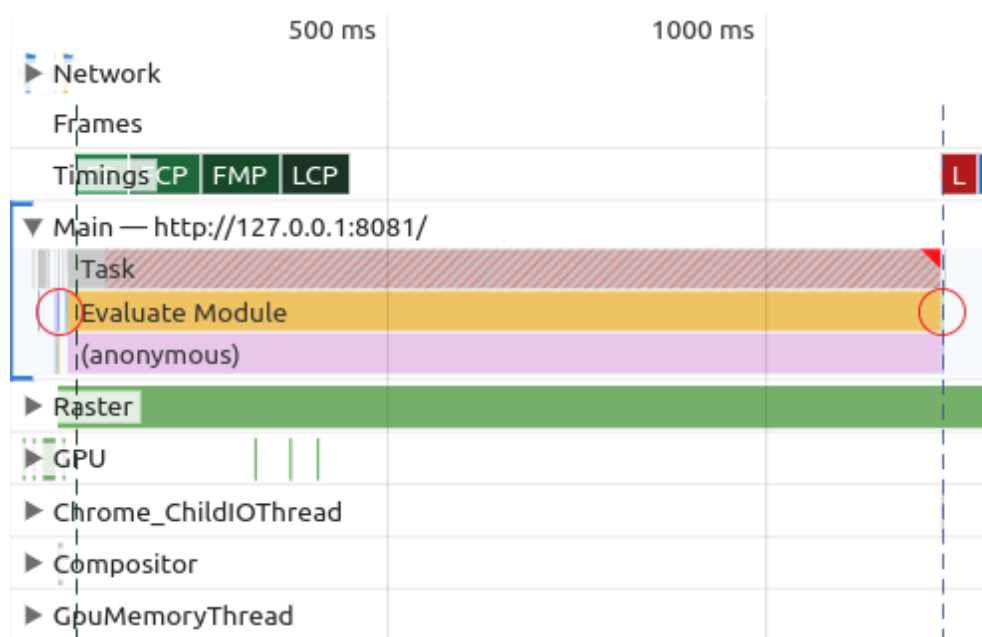 500 ms 1000 ms
Network
Frames
Timings CP FMP LCP L
Main — http://127.0.0.1:8081/
Task
Evaluate Module
(anonymous)
Raster
GPU
Chrome_ChildIOThread
Compositor
GpuMemoryThread